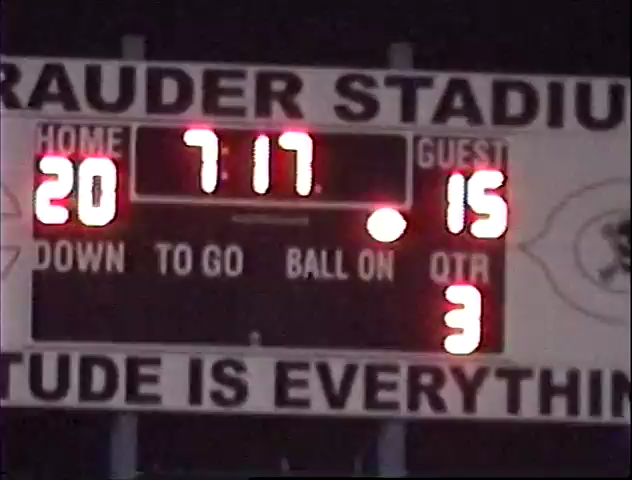 RAUDER STADIU
HOME 7:17 GUEST
20 15
DOWN TO GO BALL ON QTR
3
TUDE IS EVERYTHIN